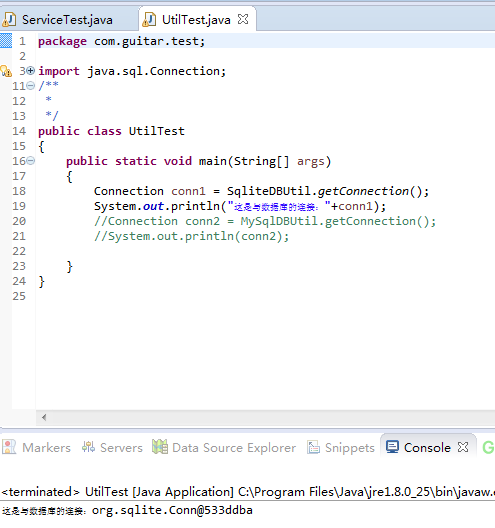 ServiceTest.java UtilTest.java
1 package com.guitar.test;
2
3 import java.sql.Connection;
11 /**
12 *
13 */
14 public class UtilTest
15 {
16 public static void main(String[] args)
17 {
18 Connection conn1 = SqliteDBUtil.getConnection();
19 System.out.println("这是与数据库的连接："+conn1);
20 //Connection conn2 = MySqlDBUtil.getConnection();
21 //System.out.println(conn2);
22
23 }
24 }
25
Markers Servers Data Source Explorer Snippets Console
<terminated> UtilTest [Java Application] C:\Program Files\Java\jre1.8.0_25\bin\javaw.
这是与数据库的连接：org.sqlite.Conn@533ddba